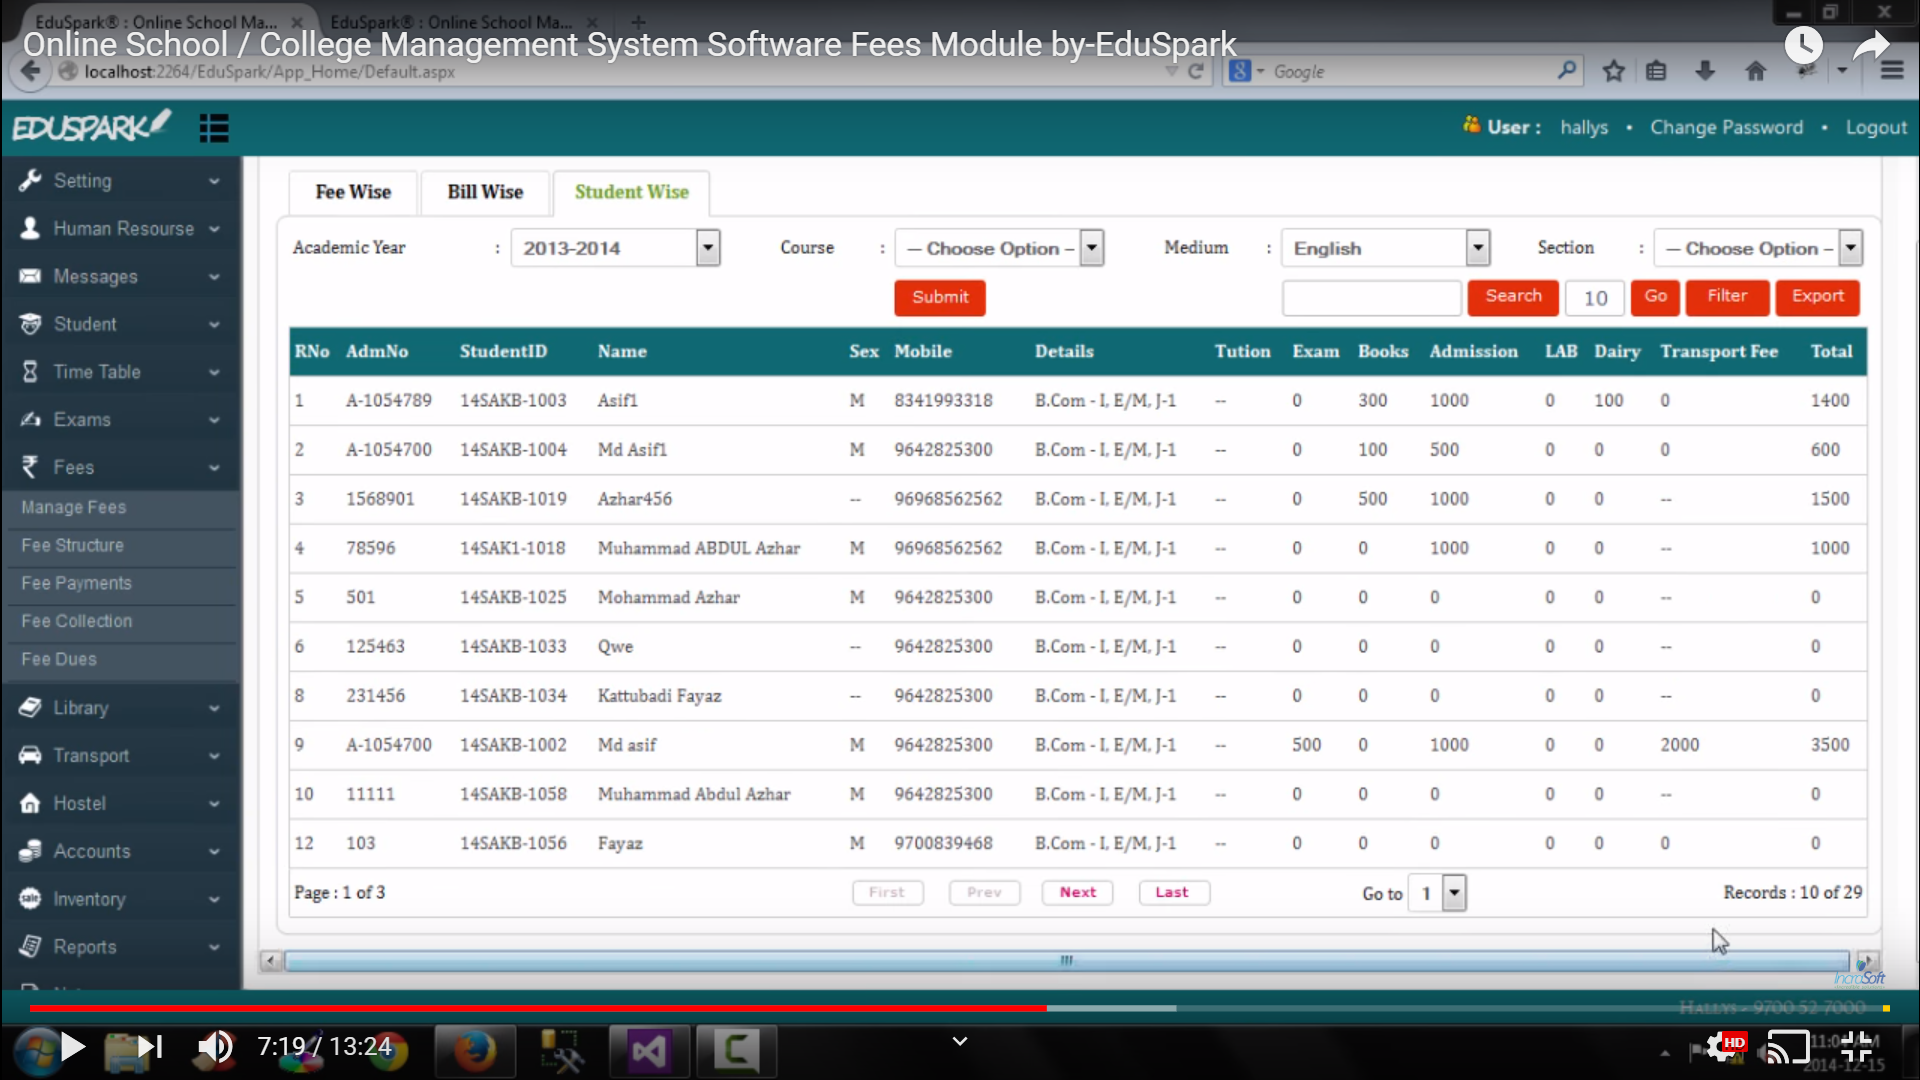 EduSpark® : Online School Ma... × EduSpark® : Online School Ma... × +
Online School / College Management System Software Fees Module by-EduSpark
localhost:2264/EduSpark/App_Home/Default.aspx Google
EDUSPARK User : hallys • Change Password • Logout
Setting
Human Resourse
Messages
Student
Time Table
Exams
Fees
Manage Fees
Fee Structure
Fee Payments
Fee Collection
Fee Dues
Library
Transport
Hostel
Accounts
Inventory
Reports
Fee Wise Bill Wise Student Wise
Academic Year : 2013-2014 Course : -- Choose Option -- Medium : English Section : -- Choose Option --
Submit Search 10 Go Filter Export
RNo AdmNo StudentID Name Sex Mobile Details Tution Exam Books Admission LAB Dairy Transport Fee Total
1 A-1054789 14SAKB-1003 Asif1 M 8341993318 B.Com - I, E/M, J-1 -- 0 300 1000 0 100 0 1400
2 A-1054700 14SAKB-1004 Md Asif1 M 9642825300 B.Com - I, E/M, J-1 -- 0 100 500 0 0 0 600
3 1568901 14SAKB-1019 Azhar456 -- 96968562562 B.Com - I, E/M, J-1 -- 0 500 1000 0 0 -- 1500
4 78596 14SAK1-1018 Muhammad ABDUL Azhar M 96968562562 B.Com - I, E/M, J-1 -- 0 0 1000 0 0 -- 1000
5 501 14SAKB-1025 Mohammad Azhar M 9642825300 B.Com - I, E/M, J-1 -- 0 0 0 0 0 -- 0
6 125463 14SAKB-1033 Qwe -- 9642825300 B.Com - I, E/M, J-1 -- 0 0 0 0 0 -- 0
8 231456 14SAKB-1034 Kattubadi Fayaz -- 9642825300 B.Com - I, E/M, J-1 -- 0 0 0 0 0 -- 0
9 A-1054700 14SAKB-1002 Md asif M 9642825300 B.Com - I, E/M, J-1 -- 500 0 1000 0 0 2000 3500
10 11111 14SAKB-1058 Muhammad Abdul Azhar M 9642825300 B.Com - I, E/M, J-1 -- 0 0 0 0 0 -- 0
12 103 14SAKB-1056 Fayaz M 9700839468 B.Com - I, E/M, J-1 -- 0 0 0 0 0 0 0
Page : 1 of 3 First Prev Next Last Go to 1 Records : 10 of 29
IndraSoft
HALLYS - 9700 52 7000
7:19 / 13:24 HD 11:04 AM
2014-12-15